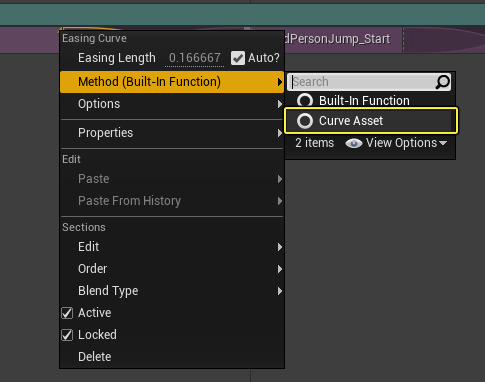 Easing Curve
dPersonJump_Start
Easing Length 0.166667 Auto?
Method (Built-In Function)
Search
Options
Built-In Function
Curve Asset
Properties
2 items View Options
Edit
Paste
Paste From History
Sections
Edit
Order
Blend Type
Active
Locked
Delete